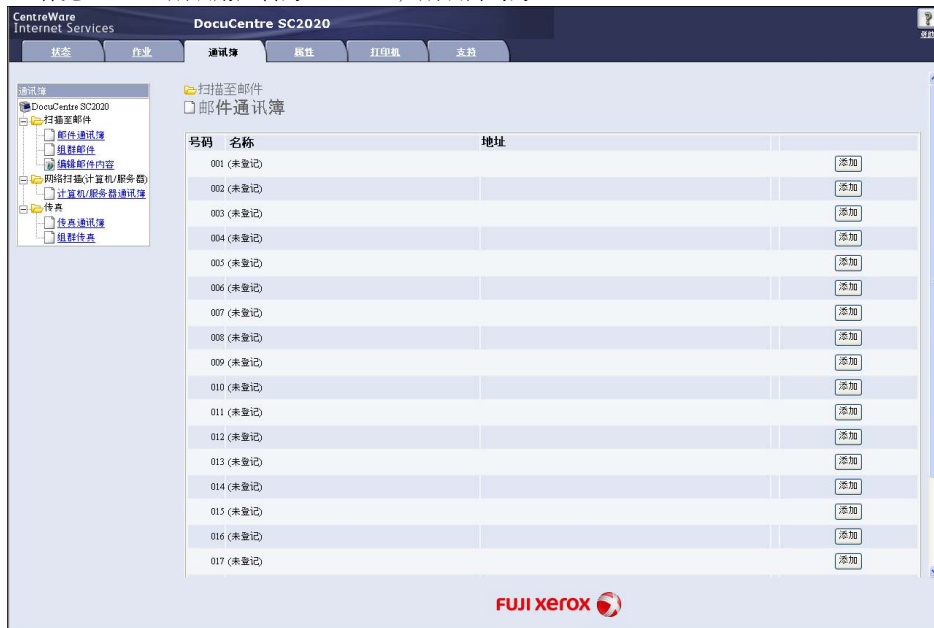 CentreWare
Internet Services
DocuCentre SC2020
状态 作业 通讯簿 属性 打印机 支持
通讯簿
DocuCentre SC2020
扫描至邮件
邮件通讯簿
组群邮件
编辑邮件内容
网络扫描(计算机/服务器)
计算机/服务器通讯簿
传真
传真通讯簿
组群传真
扫描至邮件
邮件通讯簿
号码 名称 地址
001 (未登记) 添加
002 (未登记) 添加
003 (未登记) 添加
004 (未登记) 添加
005 (未登记) 添加
006 (未登记) 添加
007 (未登记) 添加
008 (未登记) 添加
009 (未登记) 添加
010 (未登记) 添加
011 (未登记) 添加
012 (未登记) 添加
013 (未登记) 添加
014 (未登记) 添加
015 (未登记) 添加
016 (未登记) 添加
017 (未登记) 添加
FUJI xerox